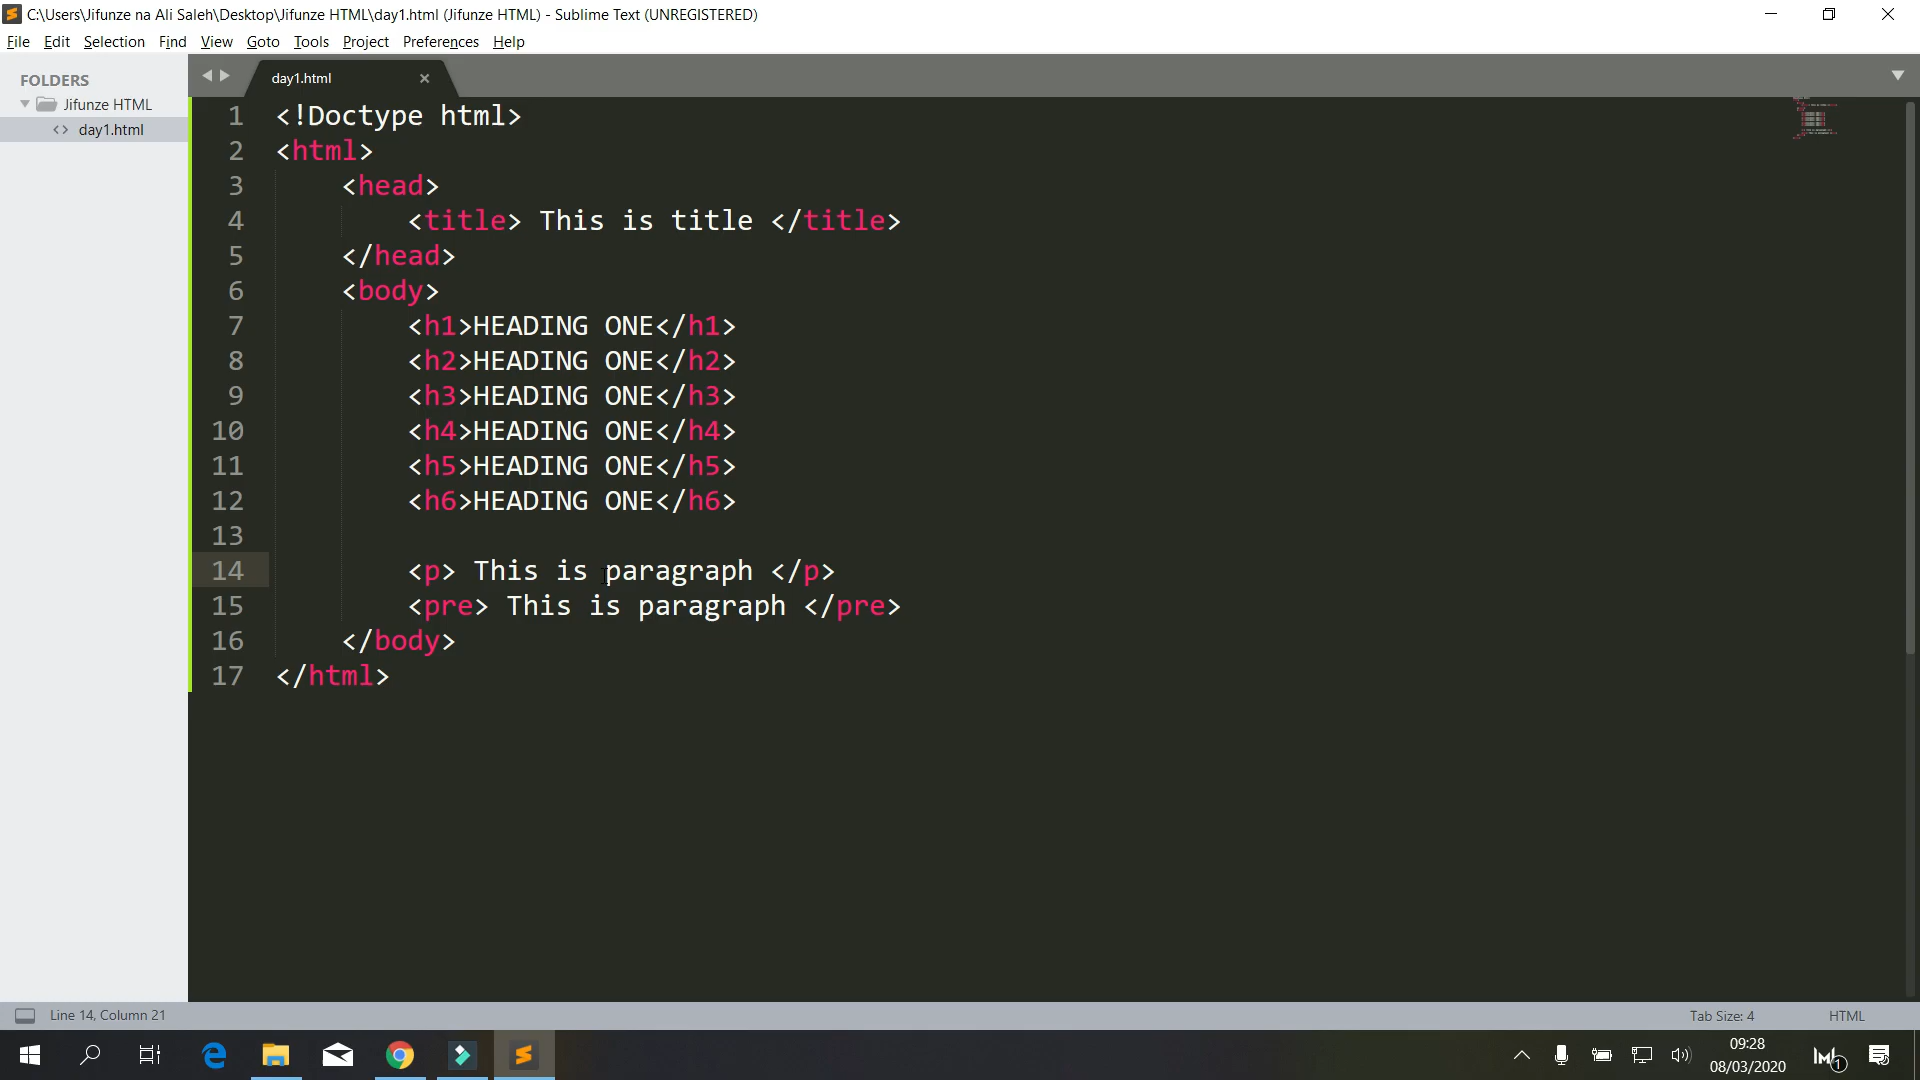 C:\Users\Jifunze na Ali Saleh\Desktop\Jifunze HTML\day1.html (Jifunze HTML) - Sublime Text (UNREGISTERED)
File Edit Selection Find View Goto Tools Project Preferences Help
FOLDERS
Jifunze HTML
<> day1.html
day1.html
1 <!Doctype html>
2 <html>
3 <head>
4 <title> This is title </title>
5 </head>
6 <body>
7 <h1>HEADING ONE</h1>
8 <h2>HEADING ONE</h2>
9 <h3>HEADING ONE</h3>
10 <h4>HEADING ONE</h4>
11 <h5>HEADING ONE</h5>
12 <h6>HEADING ONE</h6>
13
14 <p> This is paragraph </p>
15 <pre> This is paragraph </pre>
16 </body>
17 </html>
Line 14, Column 21
Tab Size: 4
HTML
09:28
08/03/2020
1